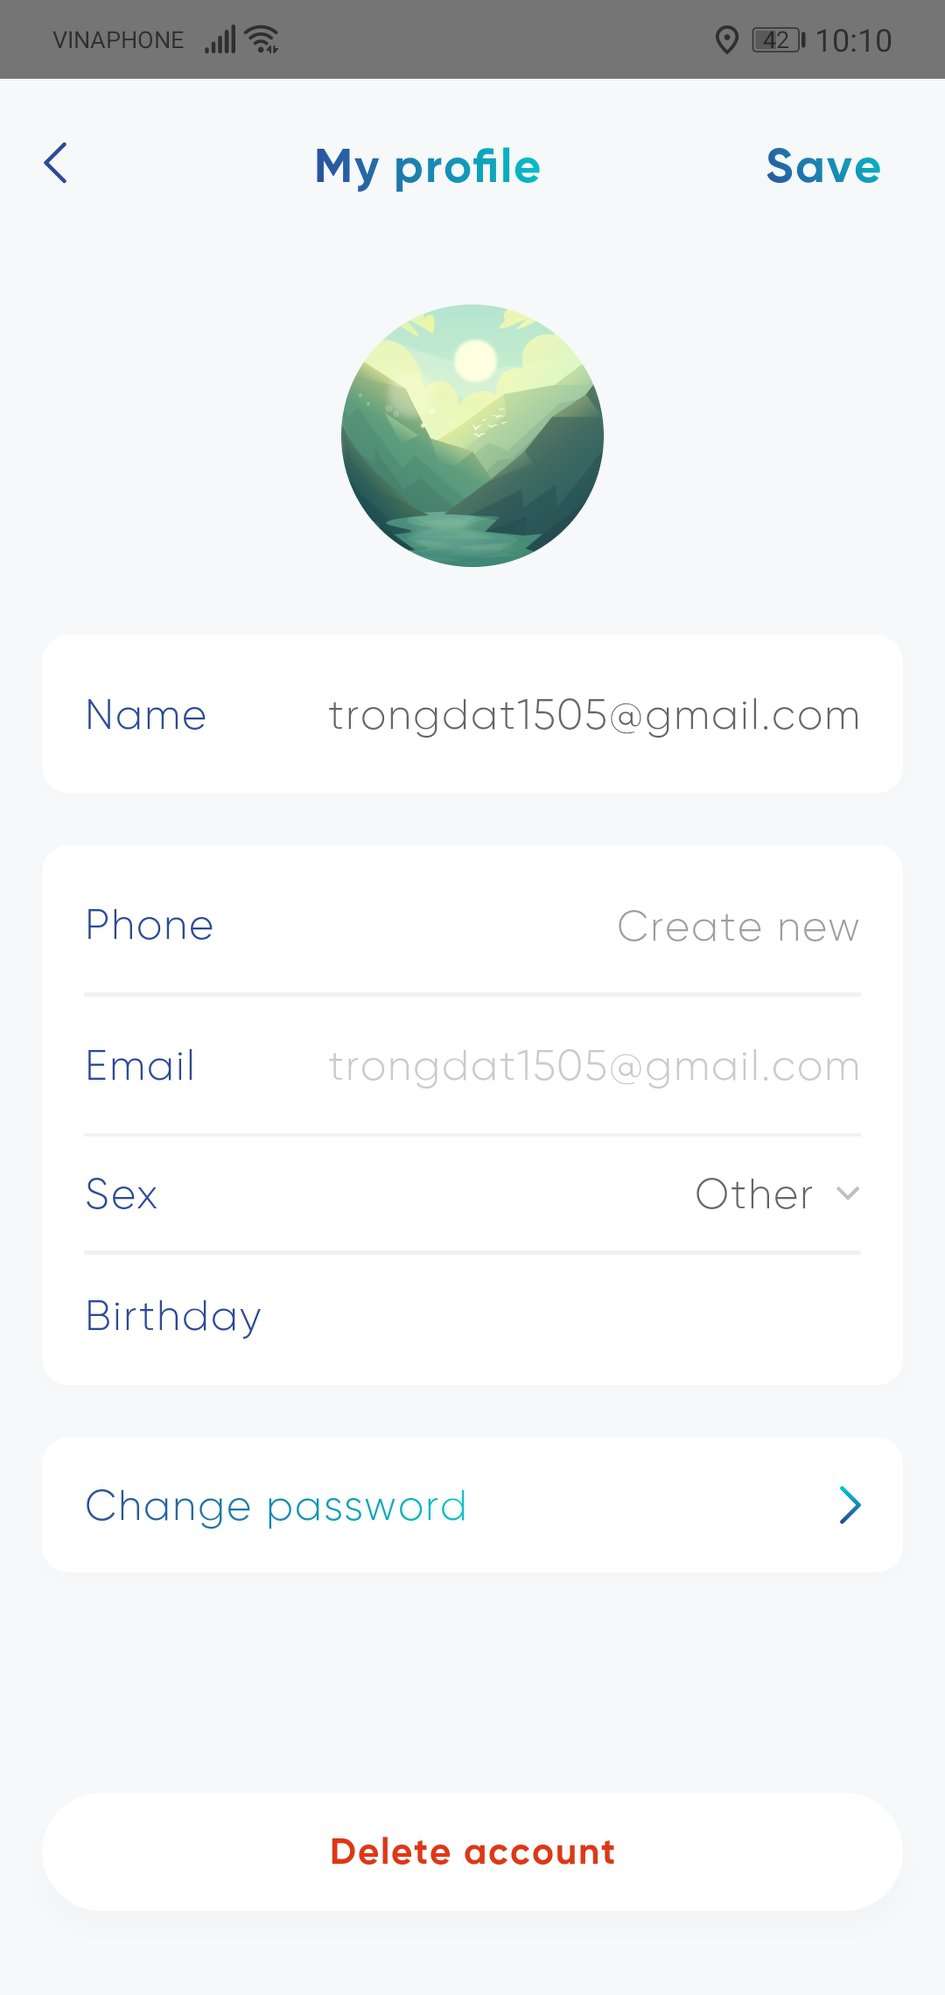 VINAPHONE 42 10:10
My profile Save
Name trongdat1505@gmail.com
Phone Create new
Email trongdat1505@gmail.com
Sex Other
Birthday
Change password
Delete account